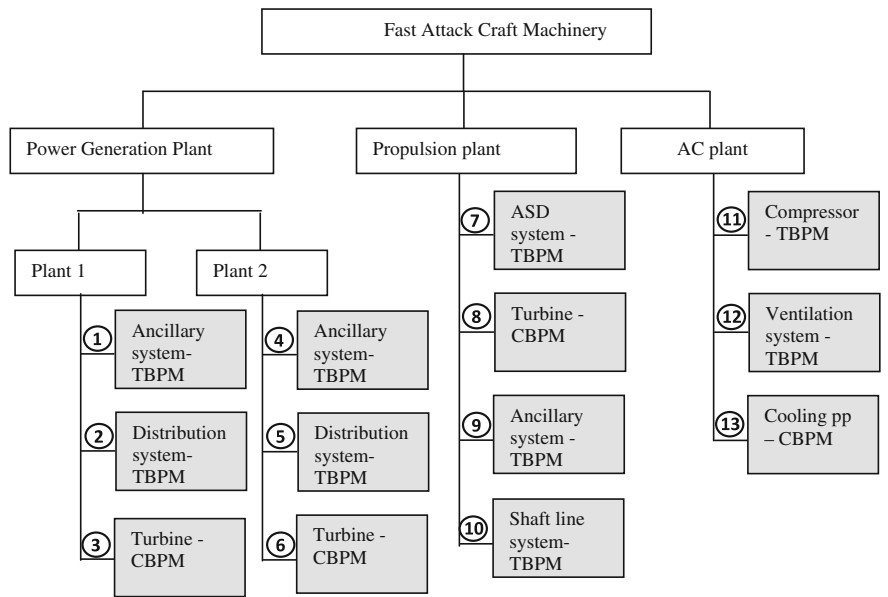 Fast Attack Craft Machinery
Power Generation Plant
Propulsion plant
AC plant
Plant 1
Plant 2
1
Ancillary
system-
TBPM
2
Distribution
system-
TBPM
3
Turbine -
CBPM
4
Ancillary
system-
TBPM
5
Distribution
system-
TBPM
6
Turbine -
CBPM
7
ASD
system -
TBPM
8
Turbine -
CBPM
9
Ancillary
system -
TBPM
10
Shaft line
system-
TBPM
11
Compressor
- TBPM
12
Ventilation
system -
TBPM
13
Cooling pp
– CBPM